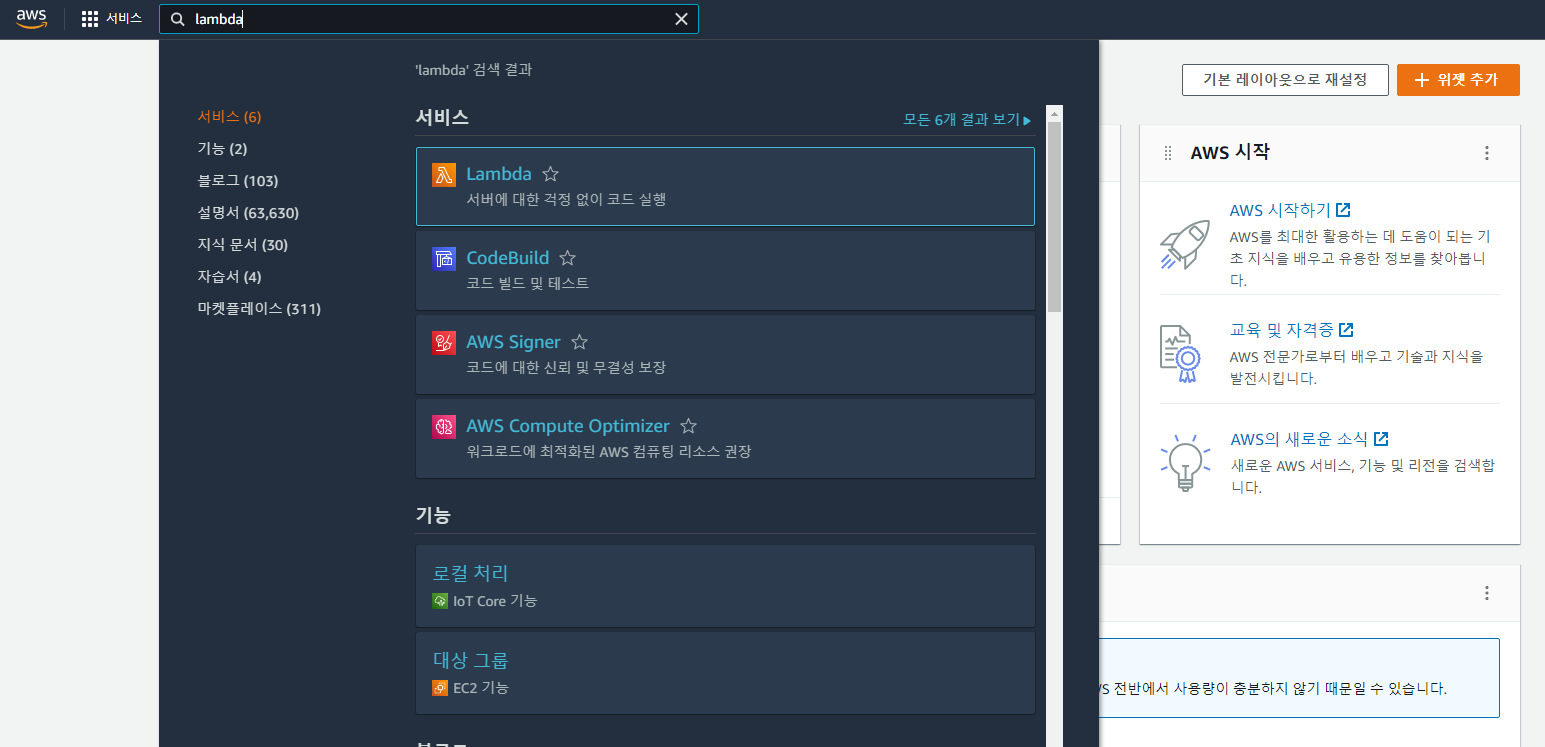 aws
서비스
lambda
'lambda' 검색 결과
서비스 (6)
기능 (2)
블로그 (103)
설명서 (63,630)
지식 문서 (30)
자습서 (4)
마켓플레이스 (311)
서비스
모든 6개 결과 보기
Lambda
서버에 대한 걱정 없이 코드 실행
CodeBuild
코드 빌드 및 테스트
AWS Signer
코드에 대한 신뢰 및 무결성 보장
AWS Compute Optimizer
워크로드에 최적화된 AWS 컴퓨팅 리소스 권장
기능
로컬 처리
IoT Core 기능
대상 그룹
EC2 기능
기본 레이아웃으로 재설정
위젯 추가
AWS 시작
AWS 시작하기
AWS를 최대한 활용하는 데 도움이 되는 기
초 지식을 배우고 유용한 정보를 찾아봅니
다.
교육 및 자격증
AWS 전문가로부터 배우고 기술과 지식을
발전시킵니다.
AWS의 새로운 소식
새로운 AWS 서비스, 기능 및 리전을 검색합
니다.
전반에서 사용량이 충분하지 않기 때문일 수 있습니다.